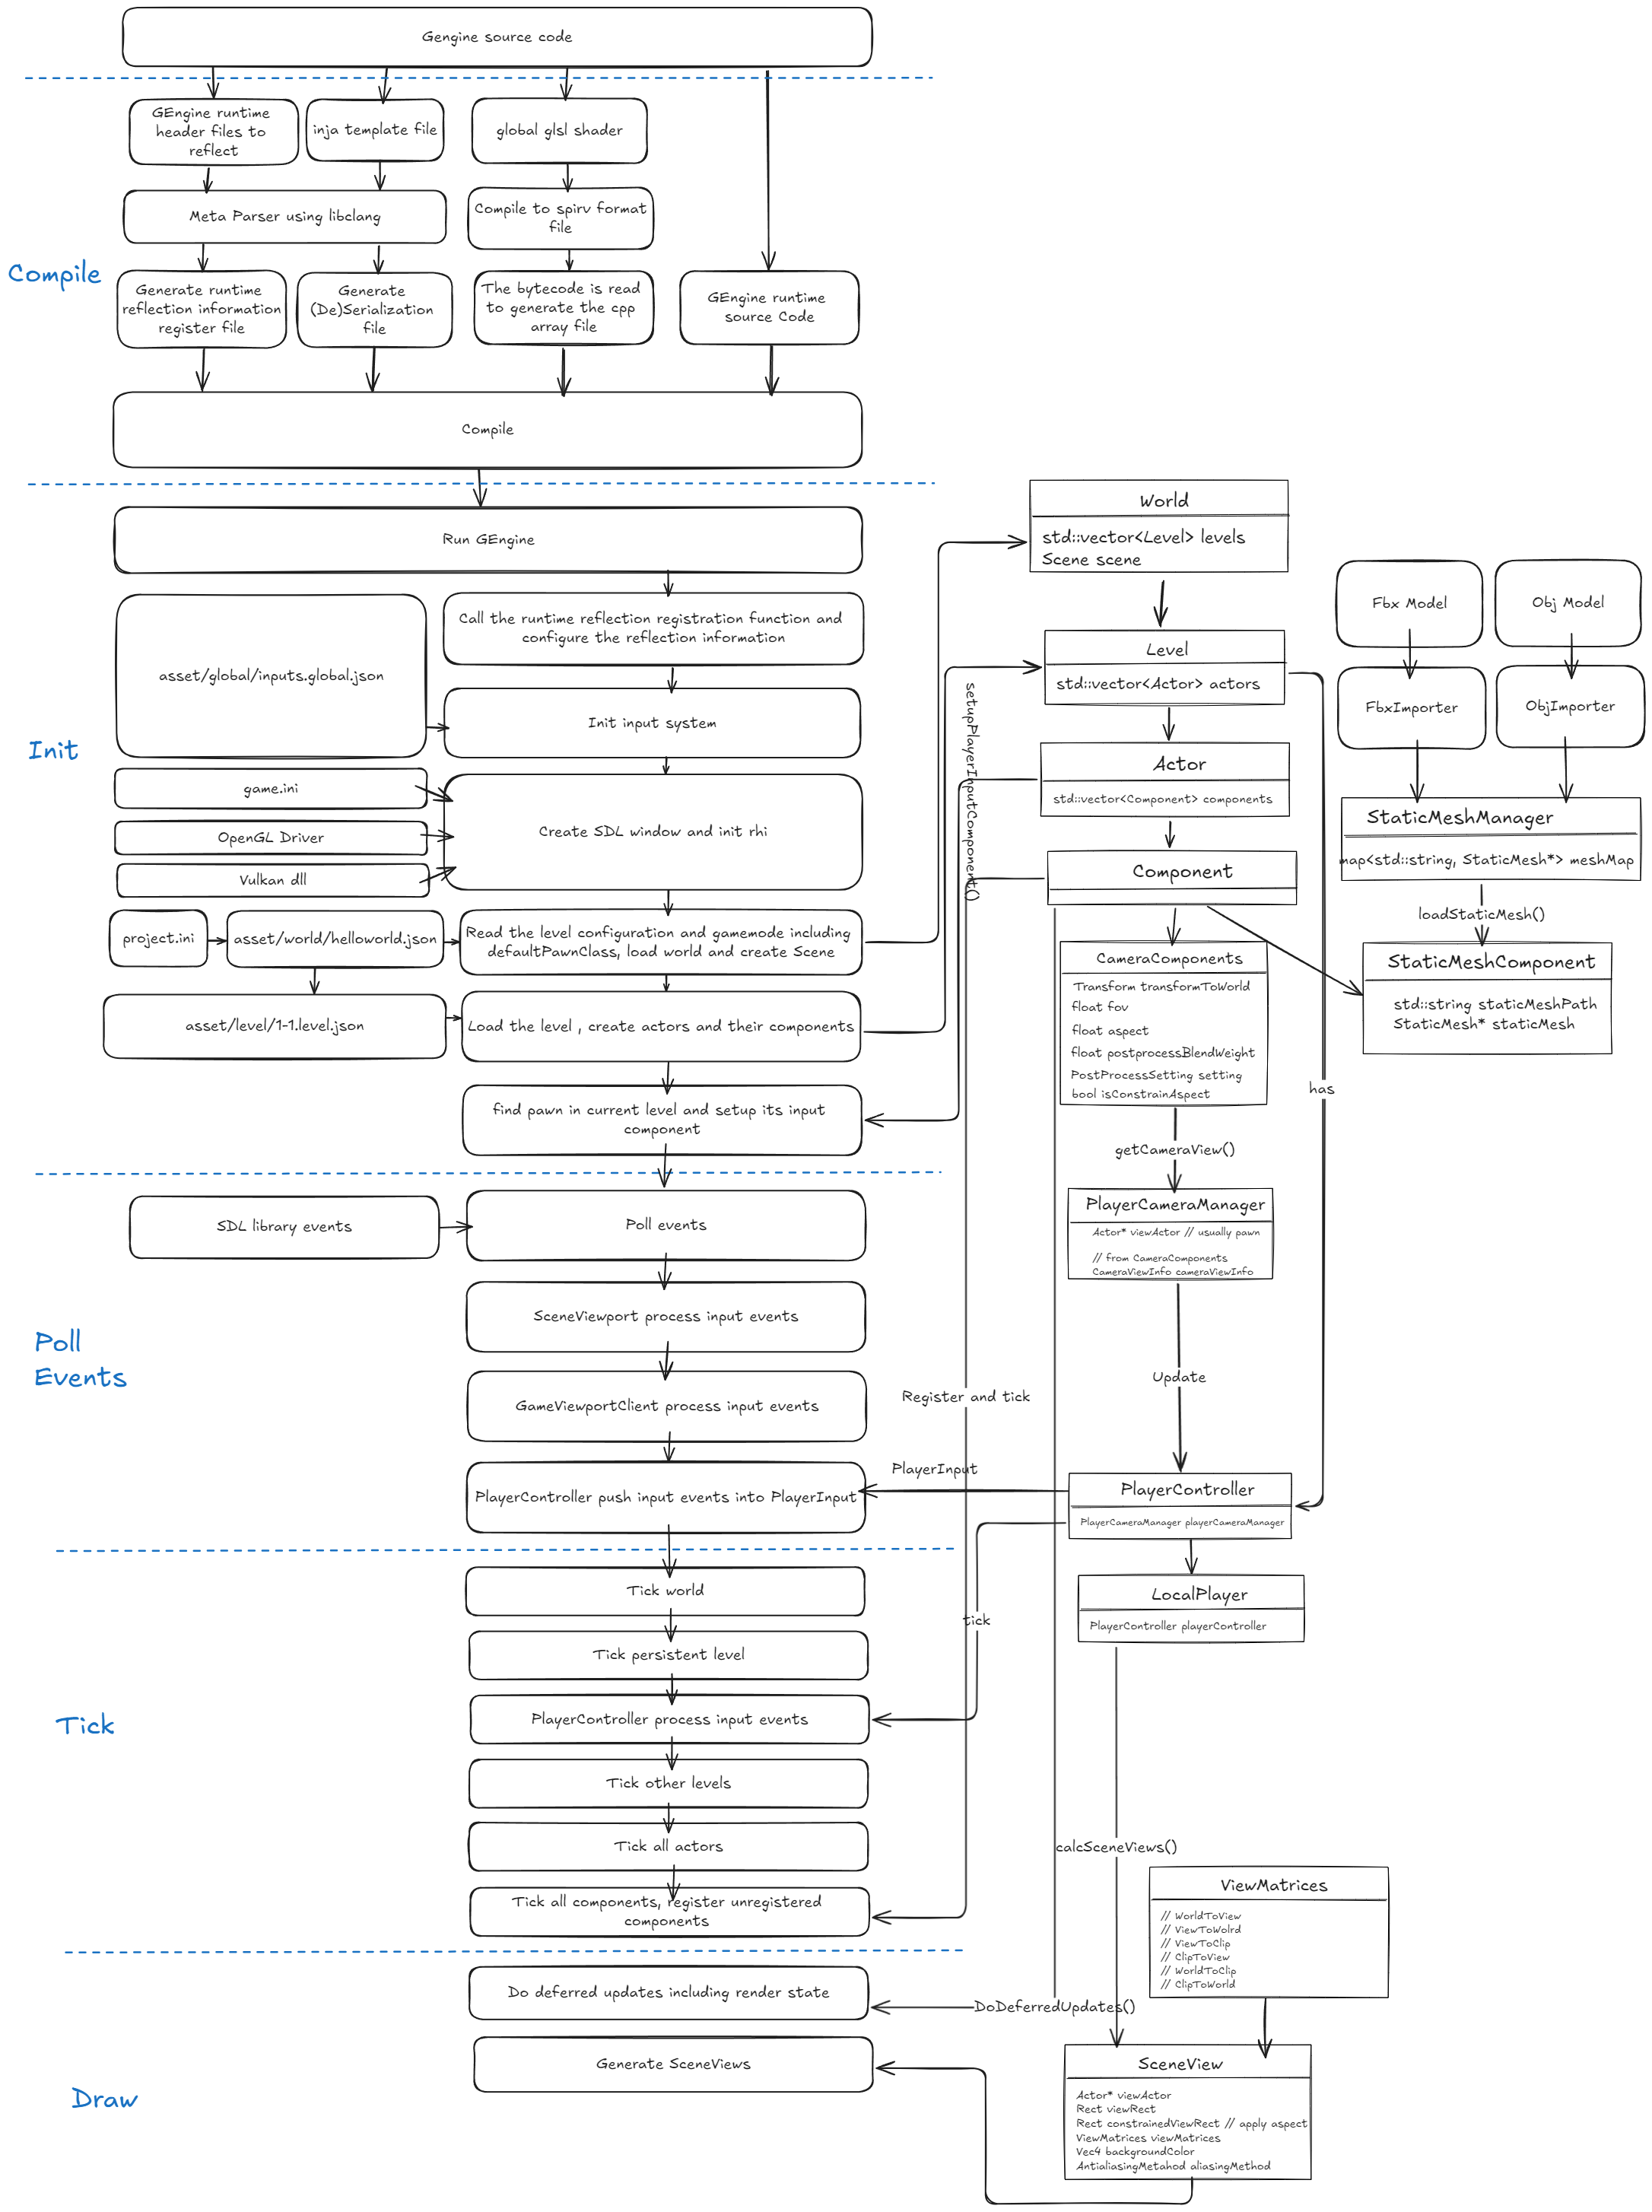 Gengine source code
GEngine runtime
header files to
reflect
inja template file
global glsl shader
Meta Parser using libclang
Compile to spirv format
file
Compile
Generate runtime
reflection information
register file
Generate
(De)Serialization
file
The bytecode is read
to generate the cpp
array file
GEngine runtime
source Code
Compile
Run GEngine
Call the runtime reflection registration function and
configure the reflection information
asset/global/inputs.global.json
Init input system
Init
game.ini
OpenGL Driver
Vulkan dll
Create SDL window and init rhi
project.ini
asset/world/helloworld.json
Read the level configuration and gamemode including
defaultPawnClass, load world and create Scene
asset/level/1-1.level.json
Load the level , create actors and their components
find pawn in current level and setup its input
component
setupPlayerInputComponent()
World
std::vector<Level> levels
Scene scene
Level
std::vector<Actor> actors
Actor
std::vector<Component> components
Component
Fbx Model
Obj Model
FbxImporter
ObjImporter
StaticMeshManager
map<std::string, StaticMesh*> meshMap
loadStaticMesh()
StaticMeshComponent
std::string staticMeshPath
StaticMesh* staticMesh
CameraComponents
Transform transformToWorld
float fov
float aspect
float postprocessBlendWeight
PostProcessSetting setting
bool isConstrainAspect
has
getCameraView()
PlayerCameraManager
Actor* viewActor // usually pawn
// from CameraComponents
CameraViewInfo cameraViewInfo
Update
SDL library events
Poll events
SceneViewport process input events
Poll
Events
GameViewportClient process input events
Register and tick
PlayerInput
PlayerController push input events into PlayerInput
PlayerController
PlayerCameraManager playerCameraManager
LocalPlayer
PlayerController playerController
Tick world
tick
Tick persistent level
Tick
PlayerController process input events
Tick other levels
Tick all actors
Tick all components, register unregistered
components
calcSceneViews()
ViewMatrices
// WorldToView
// ViewToWolrd
// ViewToClip
// ClipToView
// WorldToClip
// ClipToWorld
Do deferred updates including render state
DoDeferredUpdates()
Generate SceneViews
Draw
SceneView
Actor* viewActor
Rect viewRect
Rect constrainedViewRect // apply aspect
ViewMatrices viewMatrices
Vec4 backgroundColor
AntialiasingMetahod aliasingMethod